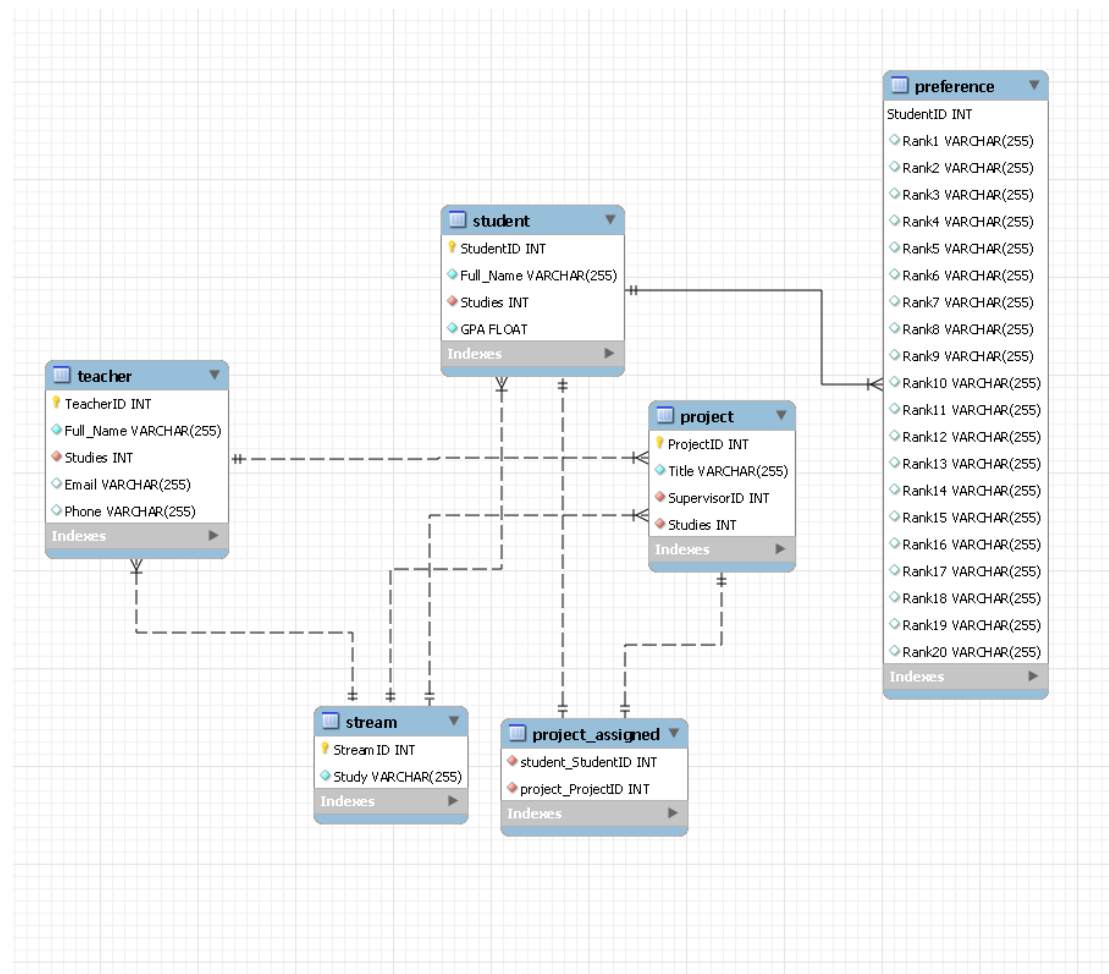 preference
StudentID INT
Rank1 VARCHAR(255)
Rank2 VARCHAR(255)
Rank3 VARCHAR(255)
Rank4 VARCHAR(255)
Rank5 VARCHAR(255)
Rank6 VARCHAR(255)
Rank7 VARCHAR(255)
Rank8 VARCHAR(255)
Rank9 VARCHAR(255)
Rank10 VARCHAR(255)
Rank11 VARCHAR(255)
Rank12 VARCHAR(255)
Rank13 VARCHAR(255)
Rank14 VARCHAR(255)
Rank15 VARCHAR(255)
Rank16 VARCHAR(255)
Rank17 VARCHAR(255)
Rank18 VARCHAR(255)
Rank19 VARCHAR(255)
Rank20 VARCHAR(255)
Indexes
student
StudentID INT
Full_Name VARCHAR(255)
Studies INT
GPA FLOAT
Indexes
teacher
TeacherID INT
Full_Name VARCHAR(255)
Studies INT
Email VARCHAR(255)
Phone VARCHAR(255)
Indexes
project
ProjectID INT
Title VARCHAR(255)
SupervisorID INT
Studies INT
Indexes
stream
StreamID INT
Study VARCHAR(255)
Indexes
project_assigned
student_StudentID INT
project_ProjectID INT
Indexes